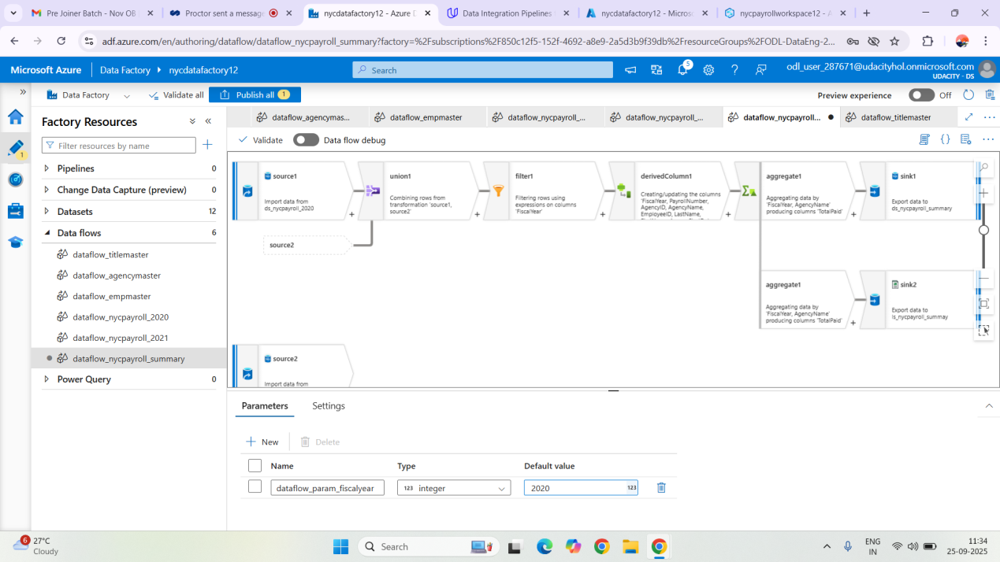 Pre Joiner Batch - Nov OB
Proctor sent a messag
nycdatafactory12 - Azure D
Data Integration Pipelines
nycdatafactory12 - Micros
nycpayrollworkspace12 - A
adf.azure.com/en/authoring/dataflow/dataflow_nycpayroll_summary?factory=%2Fsubscriptions%2F850c12f5-152f-4692-a8e9-2a5d3b9f39db%2FresourceGroups%2FODL-DataEng-2...
Microsoft Azure
Data Factory
nycdatafactory12
Search
5
odl_user_287671@udacityhol.onmicrosoft.com
UDACITY - DS
Data Factory
Validate all
Publish all 1
Preview experience
Off
1
Factory Resources
Filter resources by name
Pipelines 0
Change Data Capture (preview) 0
Datasets 12
Data flows 6
dataflow_titlemaster
dataflow_agencymaster
dataflow_empmaster
dataflow_nycpayroll_2020
dataflow_nycpayroll_2021
dataflow_nycpayroll_summary
Power Query 0
dataflow_agencymas...
dataflow_empmaster
dataflow_nycpayroll_...
dataflow_nycpayroll_...
dataflow_nycpayroll...
dataflow_titlemaster
Validate
Data flow debug
source1
Import data from
ds_nycpayroll_2020
union1
Combining rows from
transformation 'source1,
source2'
filter1
Filtering rows using
expressions on columns
'FiscalYear'
derivedColumn1
Creating/updating the columns
'FiscalYear, PayrollNumber,
AgencyID, AgencyName,
EmployeeID, LastName,
aggregate1
Aggregating data by
'FiscalYear, AgencyName'
producing columns 'TotalPaid'
sink1
Export data to
ds_nycpayroll_summary
source2
aggregate1
Aggregating data by
'FiscalYear, AgencyName'
producing columns 'TotalPaid'
sink2
Export data to
ls_nycpayroll_summay
source2
Import data from
Parameters
Settings
New
Delete
Name
Type
Default value
dataflow_param_fiscalyear
123 integer
2020 123
6
27°C
Cloudy
Search
ENG
IN
11:34
25-09-2025